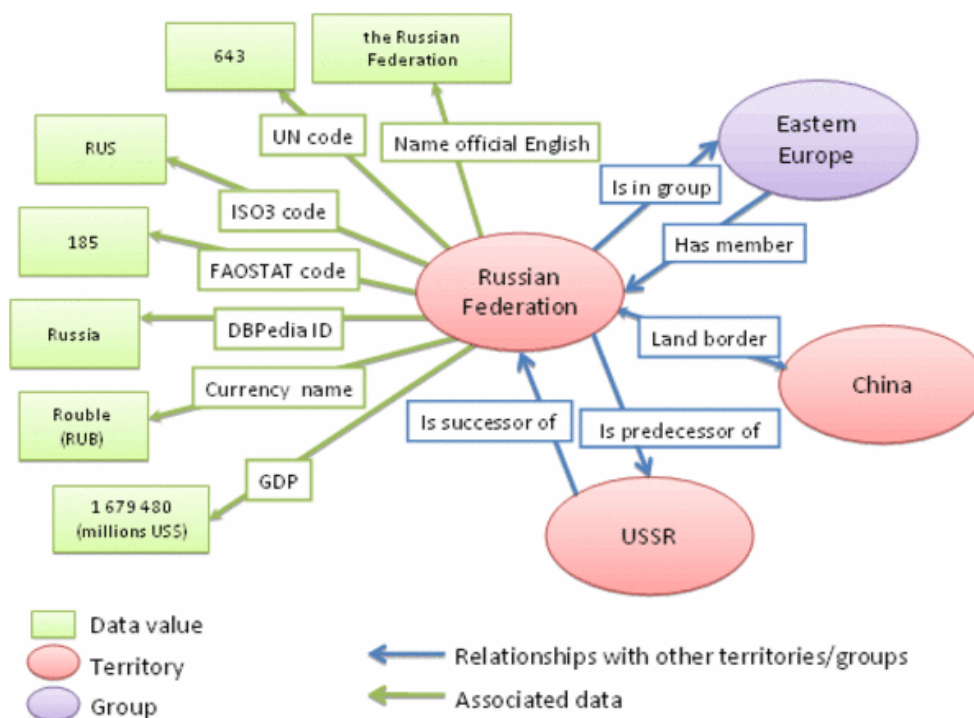 643
the Russian
Federation
UN code
Name official English
Eastern
Europe
RUS
Is in group
ISO3 code
185
Has member
FAOSTAT code
Russian
Federation
Russia
DBPedia ID
Land border
Currency name
China
Rouble
(RUB)
Is successor of
Is predecessor of
GDP
1 679 480
(millions US$)
USSR
Data value
Territory
Relationships with other territories/groups
Group
Associated data